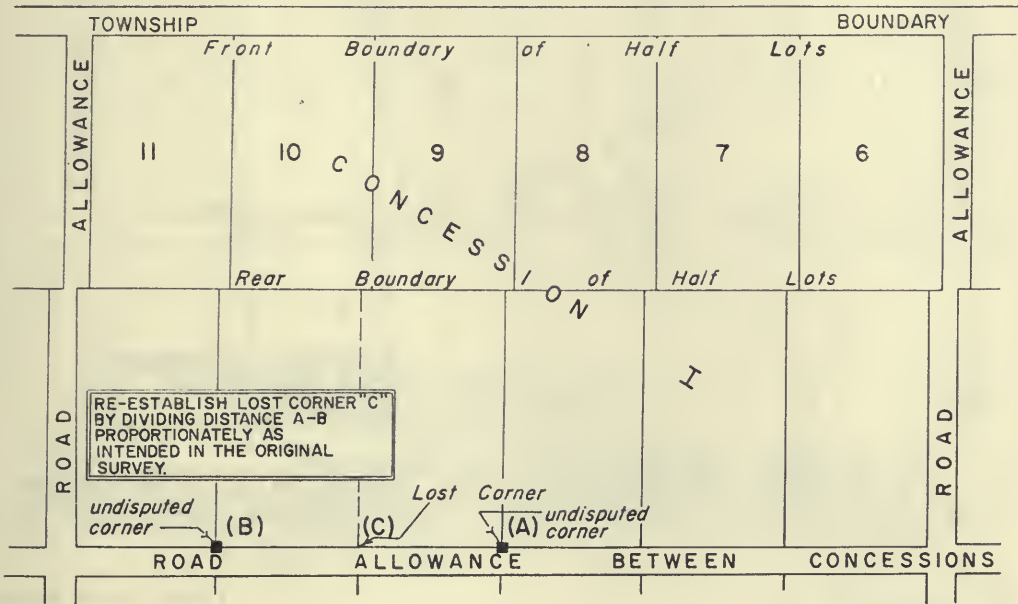 TOWNSHIP BOUNDARY
Front Boundary of Half Lots
ALLOWANCE
ALLOWANCE
11 10 9 8 7 6
CONCESSION I
Rear Boundary of Half Lots
RE-ESTABLISH LOST CORNER "C"
BY DIVIDING DISTANCE A-B
PROPORTIONATELY AS
INTENDED IN THE ORIGINAL
SURVEY.
ROAD
ROAD
undisputed
corner
(B)
(C)
Lost Corner
(A)
undisputed
corner
ROAD ALLOWANCE BETWEEN CONCESSIONS